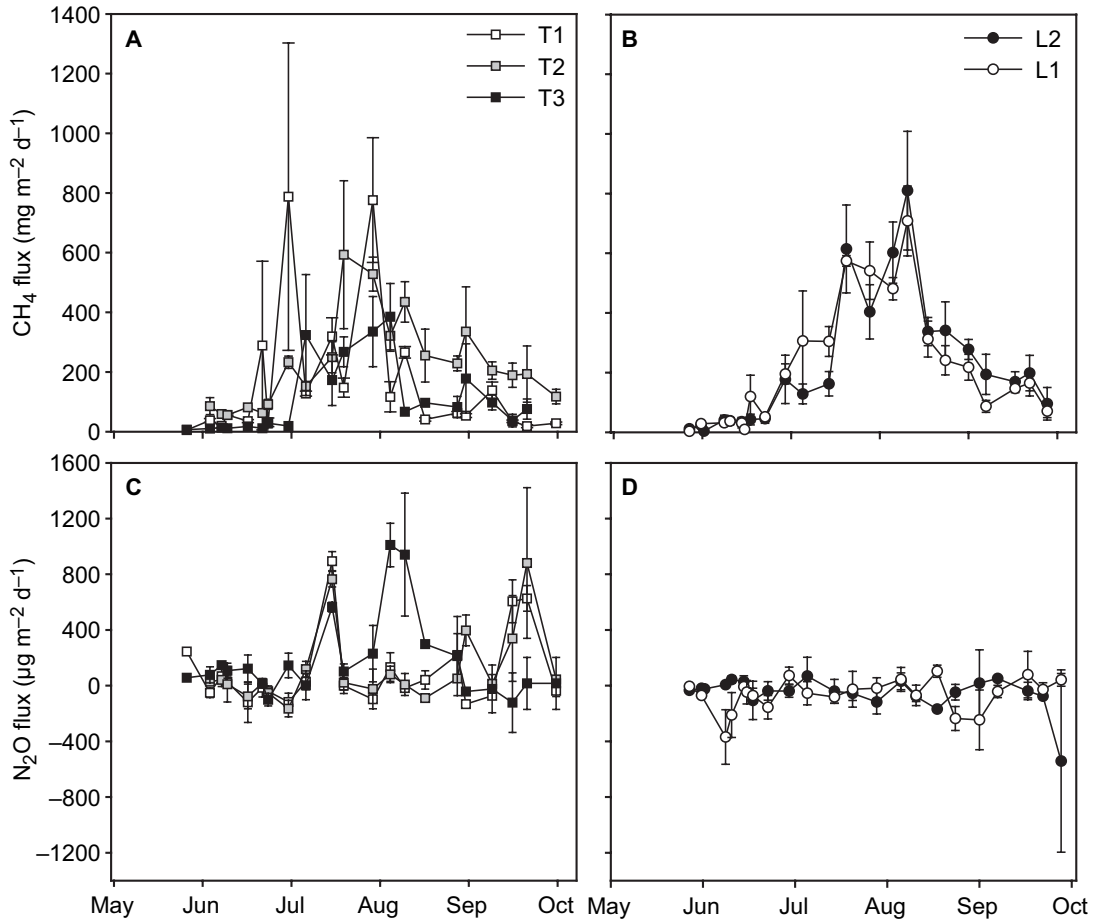 1400
1200
1000
800
600
400
200
0
CH4 flux (mg m–2 d–1)
A
T1
T2
T3
B
L2
L1
1600
1200
800
400
0
–400
–800
–1200
N2O flux (µg m–2 d–1)
C
D
May Jun Jul Aug Sep Oct
May Jun Jul Aug Sep Oct